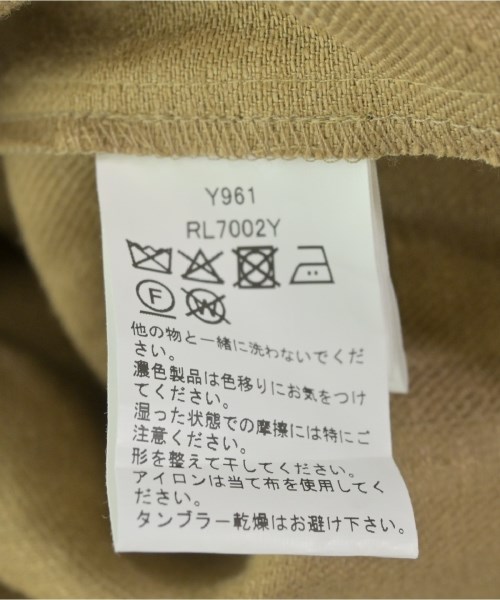 Y961
RL7002Y
F
W
他の物と一緒に洗わないでくだ
さい。
濃色製品は色移りにお気をつけ
てください。
湿った状態での摩擦には特にご
注意ください。
形を整えて干してください。
アイロンは当て布を使用してく
ださい。
タンブラー乾燥はお避け下さい。